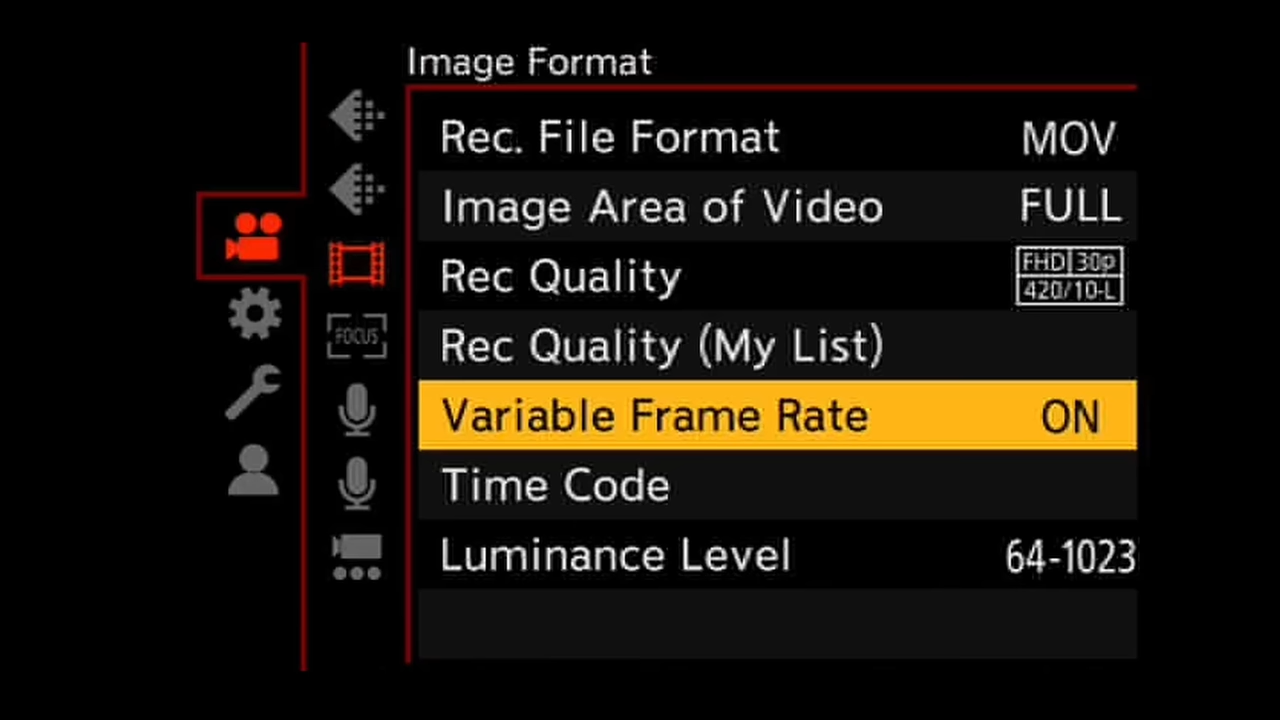 Image Format
Rec. File Format MOV
Image Area of Video FULL
Rec Quality FHD 30p
420/10-L
Rec Quality (My List)
FOCUS
Variable Frame Rate ON
Time Code
Luminance Level 64-1023